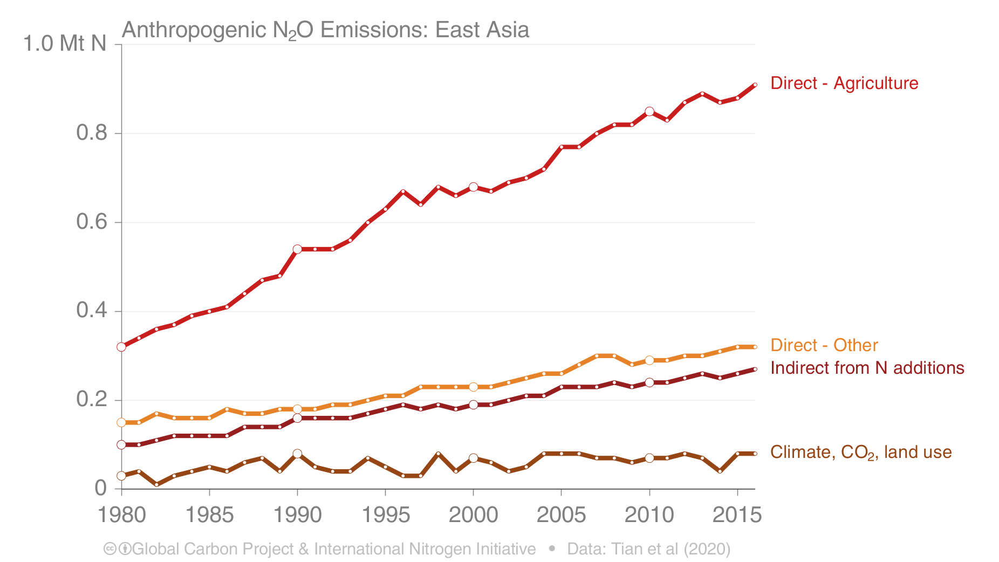 Anthropogenic N₂O Emissions: East Asia
1.0 Mt N
0.8
0.6
0.4
0.2
0
Direct - Agriculture
Direct - Other
Indirect from N additions
Climate, CO₂, land use
1980 1985 1990 1995 2000 2005 2010 2015
cc Global Carbon Project & International Nitrogen Initiative • Data: Tian et al (2020)